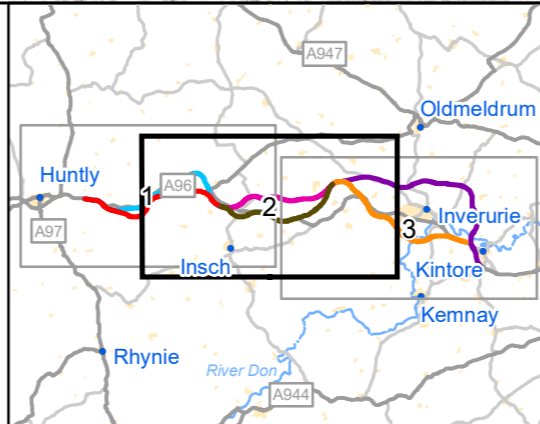 A947
Oldmeldrum
Huntly
A96
1
2
A97
Inverurie
3
Insch
Kintore
Kemnay
Rhynie
River Don
A944